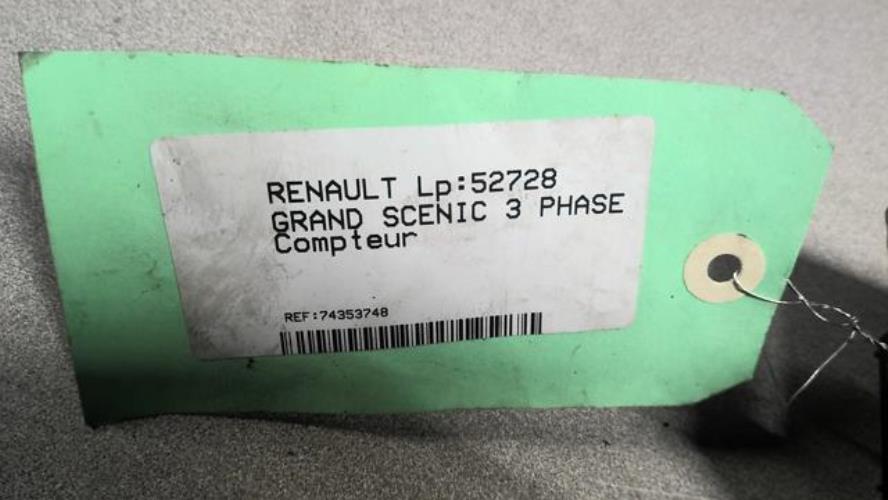 RENAULT Lp:52728
GRAND SCENIC 3 PHASE
Compteur
REF:74353748